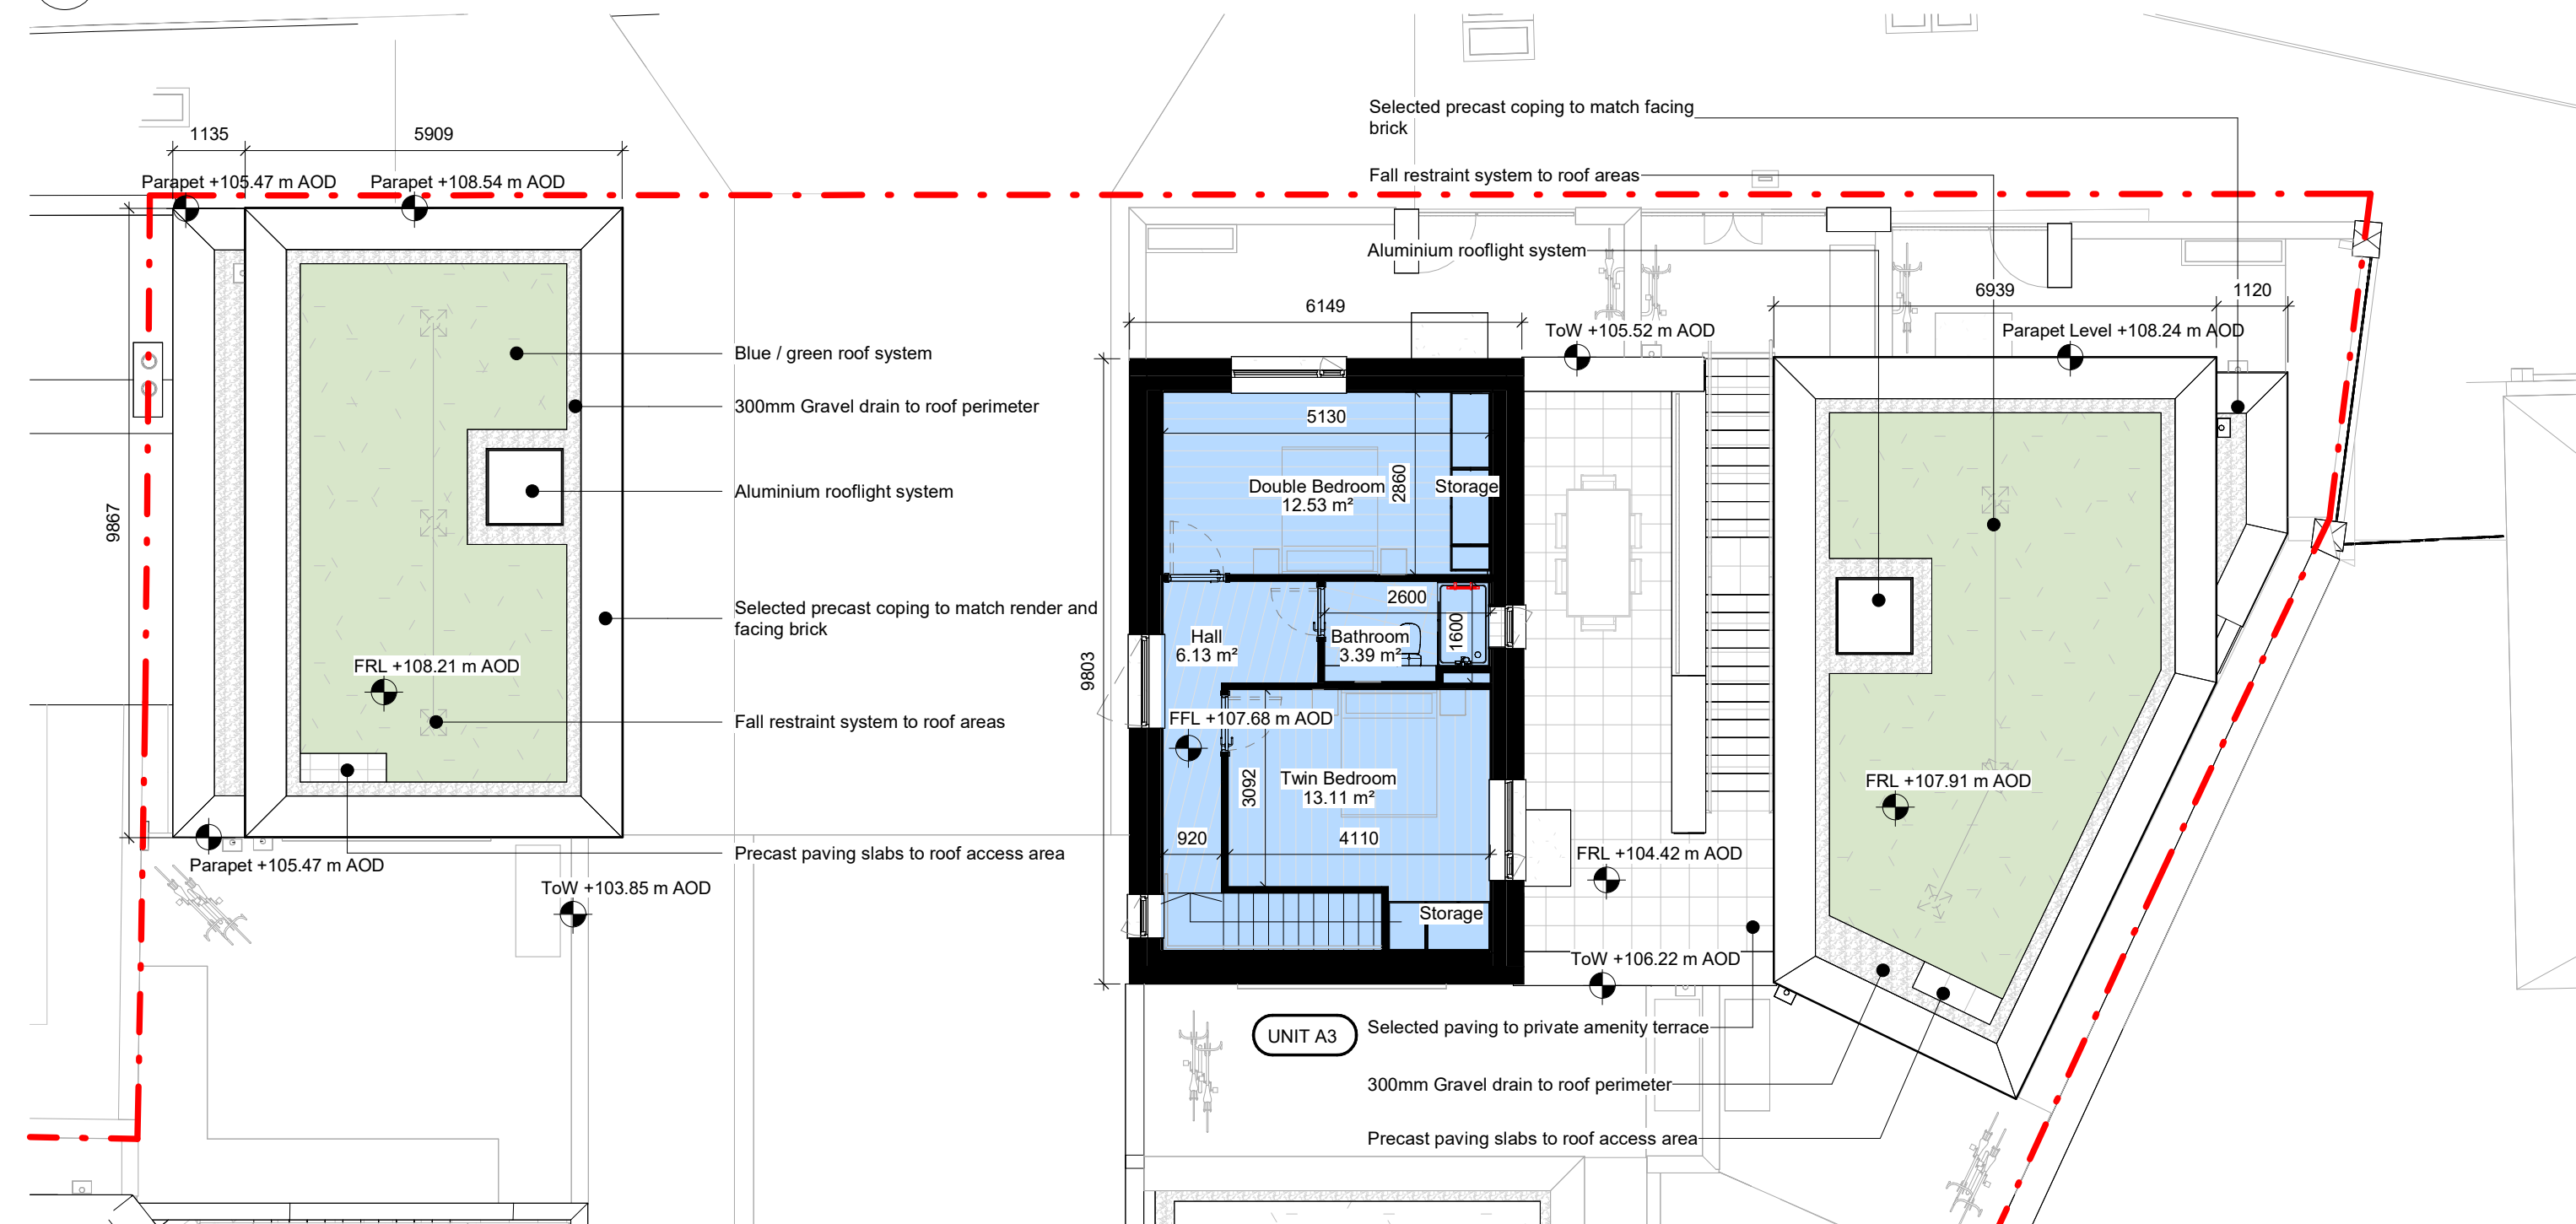 1135
5909
Parapet +105.47 m AOD
Parapet +108.54 m AOD
9867
Blue / green roof system
300mm Gravel drain to roof perimeter
Aluminium rooflight system
Selected precast coping to match render and
facing brick
FRL +108.21 m AOD
Fall restraint system to roof areas
Precast paving slabs to roof access area
Parapet +105.47 m AOD
ToW +103.85 m AOD
Selected precast coping to match facing
brick
Fall restraint system to roof areas
Aluminium rooflight system
6149
6939
1120
ToW +105.52 m AOD
Parapet Level +108.24 m AOD
5130
2860
Double Bedroom
12.53 m²
Storage
9803
Hall
6.13 m²
2600
Bathroom
3.39 m²
1600
FFL +107.68 m AOD
Twin Bedroom
13.11 m²
3092
920
4110
Storage
FRL +107.91 m AOD
FRL +104.42 m AOD
ToW +106.22 m AOD
UNIT A3
Selected paving to private amenity terrace
300mm Gravel drain to roof perimeter
Precast paving slabs to roof access area